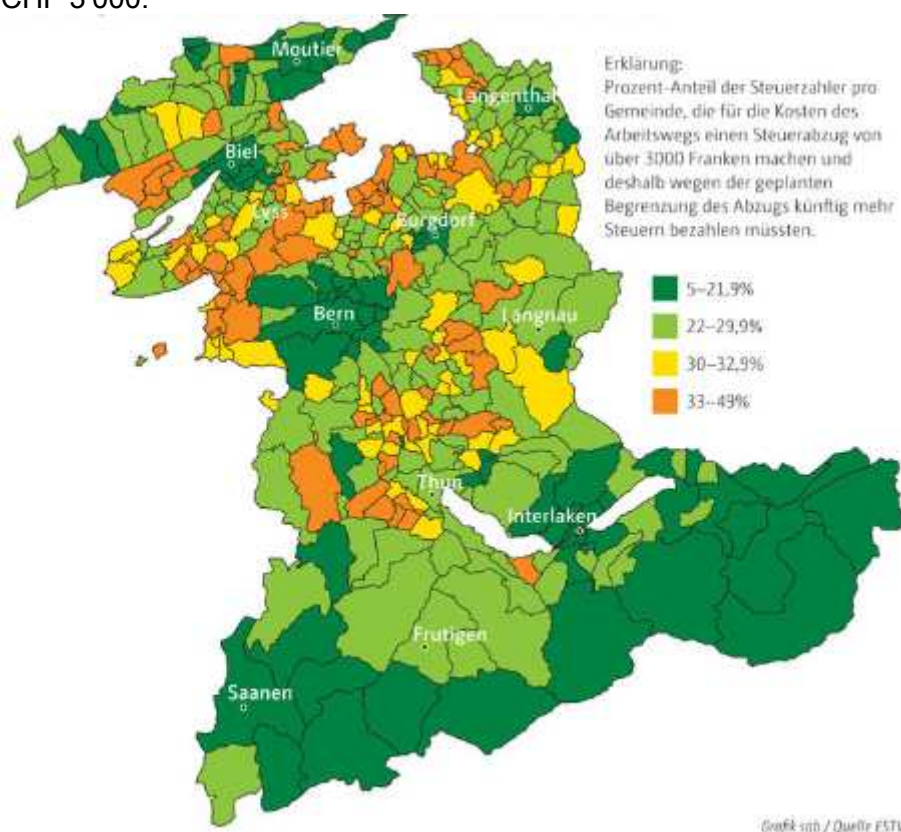 CHF 3'000.
Moutier
Erklärung:
Prozent-Anteil der Steuerzahler pro
Gemeinde, die für die Kosten des
Arbeitswegs einen Steuerabzug von
über 3000 Franken machen und
deshalb wegen der geplanten
Begrenzung des Abzugs künftig mehr
Steuern bezahlen müssten.
Langenthal
Biel
Lyss
Burgdorf
5–21,9%
Bern
Langnau
22–29,9%
30–32,9%
33–49%
Thun
Interlaken
Frutigen
Saanen
Grafik sab / Quelle ESTV